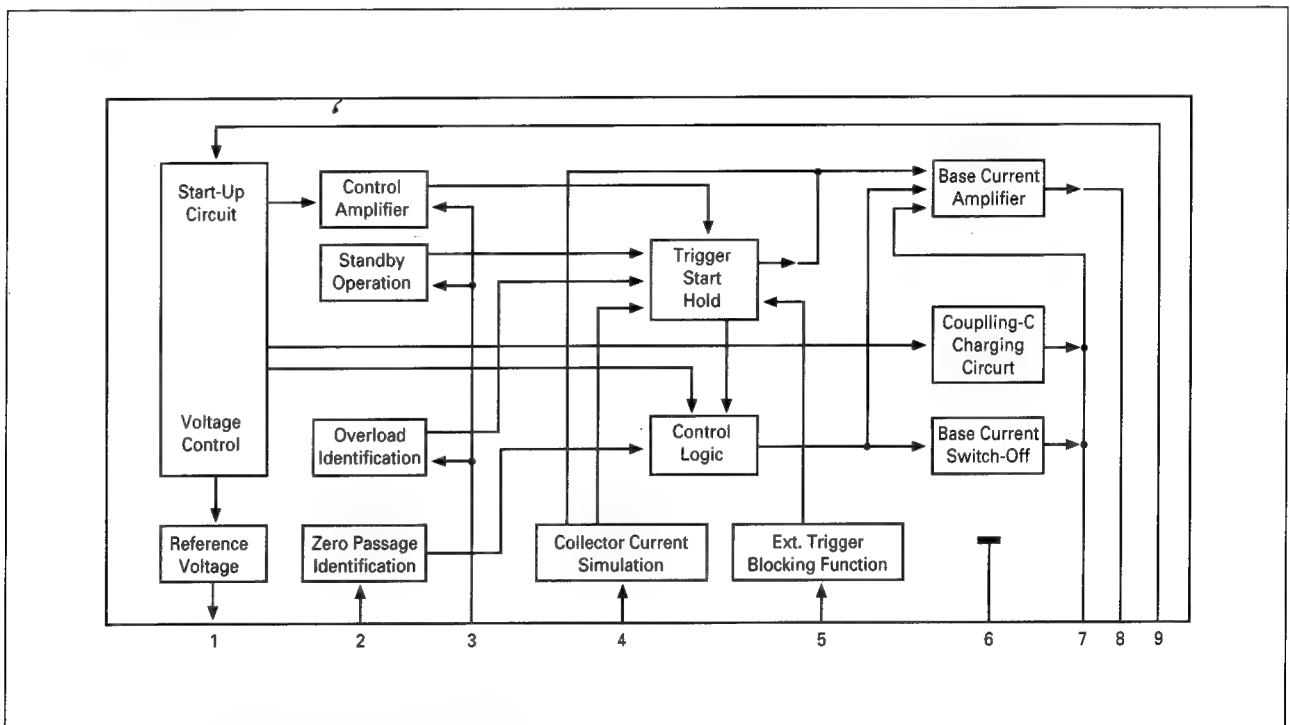 Start-Up
Circuit
Voltage
Control
Control
Amplifier
Standby
Operation
Overload
Identification
Reference
Voltage
Zero Passage
Identification
Trigger
Start
Hold
Control
Logic
Collector Current
Simulation
Ext. Trigger
Blocking Function
Base Current
Amplifier
Couplling-C
Charging
Circurt
Base Current
Switch-Off
1 2 3 4 5 6 7 8 9